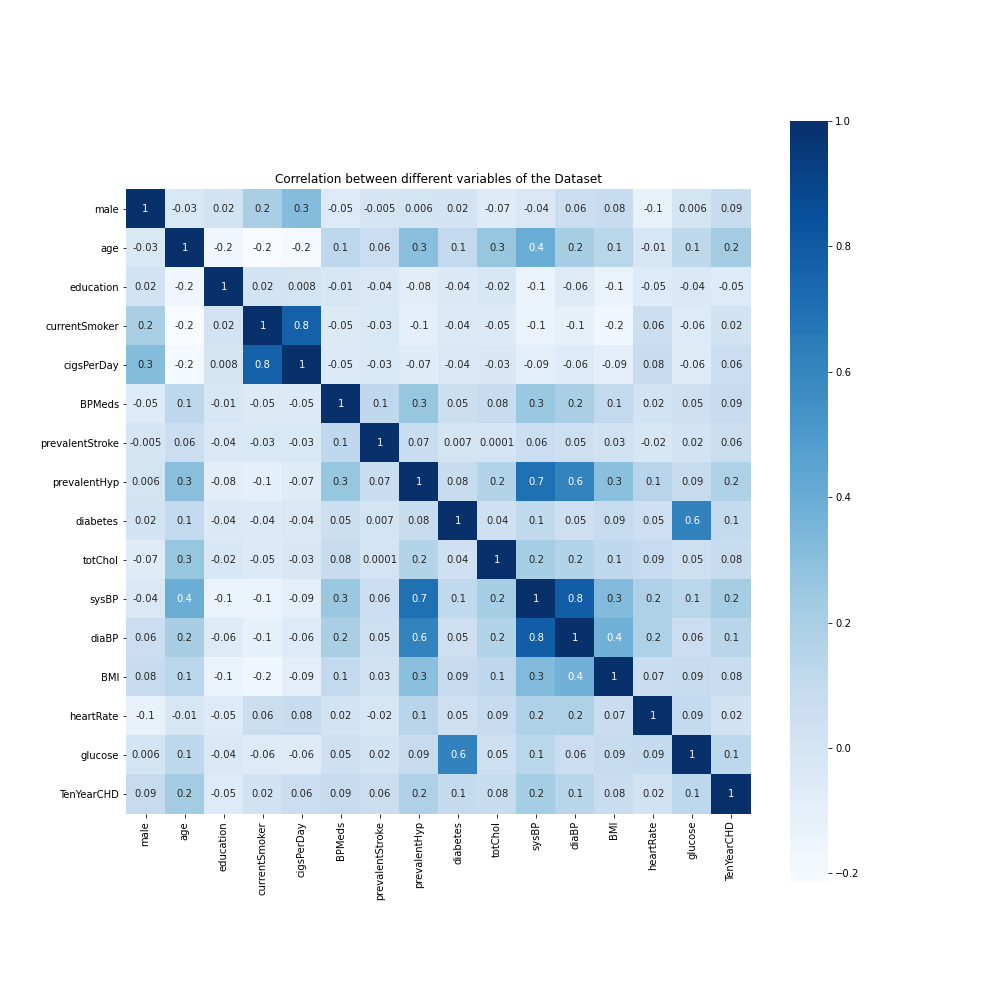 Correlation between different variables of the Dataset
male 1 -0.03 0.02 0.2 0.3 -0.05 -0.005 0.006 0.02 -0.07 -0.04 0.06 0.08 -0.1 0.006 0.09
age -0.03 1 -0.2 -0.2 -0.2 0.1 0.06 0.3 0.1 0.3 0.4 0.2 0.1 -0.01 0.1 0.2
education 0.02 -0.2 1 0.02 0.008 -0.01 -0.04 -0.08 -0.04 -0.02 -0.1 -0.06 -0.1 -0.05 -0.04 -0.05
currentSmoker 0.2 -0.2 0.02 1 0.8 -0.05 -0.03 -0.1 -0.04 -0.05 -0.1 -0.1 -0.2 0.06 -0.06 0.02
cigsPerDay 0.3 -0.2 0.008 0.8 1 -0.05 -0.03 -0.07 -0.04 -0.03 -0.09 -0.06 -0.09 0.08 -0.06 0.06
BPMeds -0.05 0.1 -0.01 -0.05 -0.05 1 0.1 0.3 0.05 0.08 0.3 0.2 0.1 0.02 0.05 0.09
prevalentStroke -0.005 0.06 -0.04 -0.03 -0.03 0.1 1 0.07 0.007 0.0001 0.06 0.05 0.03 -0.02 0.02 0.06
prevalentHyp 0.006 0.3 -0.08 -0.1 -0.07 0.3 0.07 1 0.08 0.2 0.7 0.6 0.3 0.1 0.09 0.2
diabetes 0.02 0.1 -0.04 -0.04 -0.04 0.05 0.007 0.08 1 0.04 0.1 0.05 0.09 0.05 0.6 0.1
totChol -0.07 0.3 -0.02 -0.05 -0.03 0.08 0.0001 0.2 0.04 1 0.2 0.2 0.1 0.09 0.05 0.08
sysBP -0.04 0.4 -0.1 -0.1 -0.09 0.3 0.06 0.7 0.1 0.2 1 0.8 0.3 0.2 0.1 0.2
diaBP 0.06 0.2 -0.06 -0.1 -0.06 0.2 0.05 0.6 0.05 0.2 0.8 1 0.4 0.2 0.06 0.1
BMI 0.08 0.1 -0.1 -0.2 -0.09 0.1 0.03 0.3 0.09 0.1 0.3 0.4 1 0.07 0.09 0.08
heartRate -0.1 -0.01 -0.05 0.06 0.08 0.02 -0.02 0.1 0.05 0.09 0.2 0.2 0.07 1 0.09 0.02
glucose 0.006 0.1 -0.04 -0.06 -0.06 0.05 0.02 0.09 0.6 0.05 0.1 0.06 0.09 0.09 1 0.1
TenYearCHD 0.09 0.2 -0.05 0.02 0.06 0.09 0.06 0.2 0.1 0.08 0.2 0.1 0.08 0.02 0.1 1
male age education currentSmoker cigsPerDay BPMeds prevalentStroke prevalentHyp diabetes totChol sysBP diaBP BMI heartRate glucose TenYearCHD
1.0
0.8
0.6
0.4
0.2
0.0
−0.2